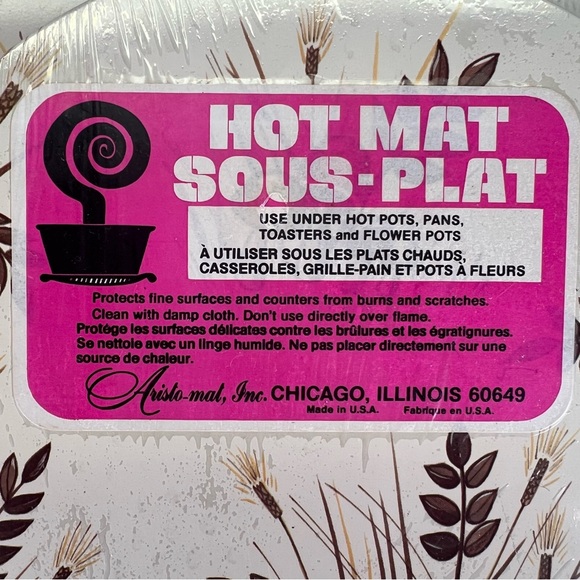 HOT MAT
SOUS-PLAT
USE UNDER HOT POTS, PANS,
TOASTERS and FLOWER POTS
À UTILISER SOUS LES PLATS CHAUDS,
CASSEROLES, GRILLE-PAIN ET POTS À FLEURS
Protects fine surfaces and counters from burns and scratches.
Clean with damp cloth. Don't use directly over flame.
Protège les surfaces délicates contre les brûlures et les égratignures.
Se nettoie avec un linge humide. Ne pas placer directement sur une
source de chaleur.
Aristo-mat, Inc. CHICAGO, ILLINOIS 60649
Made in U.S.A. Fabrique en U.S.A.